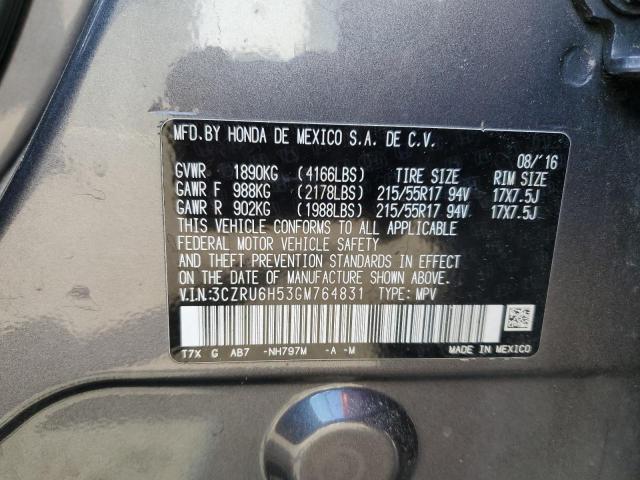 MFD.BY HONDA DE MEXICO S.A. DE C.V.
08/'16
GVWR 1890KG (4166LBS) TIRE SIZE RIM SIZE
GAWR F 988KG (2178LBS) 215/55R17 94V 17X7.5J
GAWR R 902KG (1988LBS) 215/55R17 94V 17X7.5J
THIS VEHICLE CONFORMS TO ALL APPLICABLE
FEDERAL MOTOR VEHICLE SAFETY
AND THEFT PREVENTION STANDARDS IN EFFECT
ON THE DATE OF MANUFACTURE SHOWN ABOVE.
V.I.N.:3CZRU6H53GM764831 TYPE: MPV
T7X G AB7 -NH797M -A -M MADE IN MEXICO